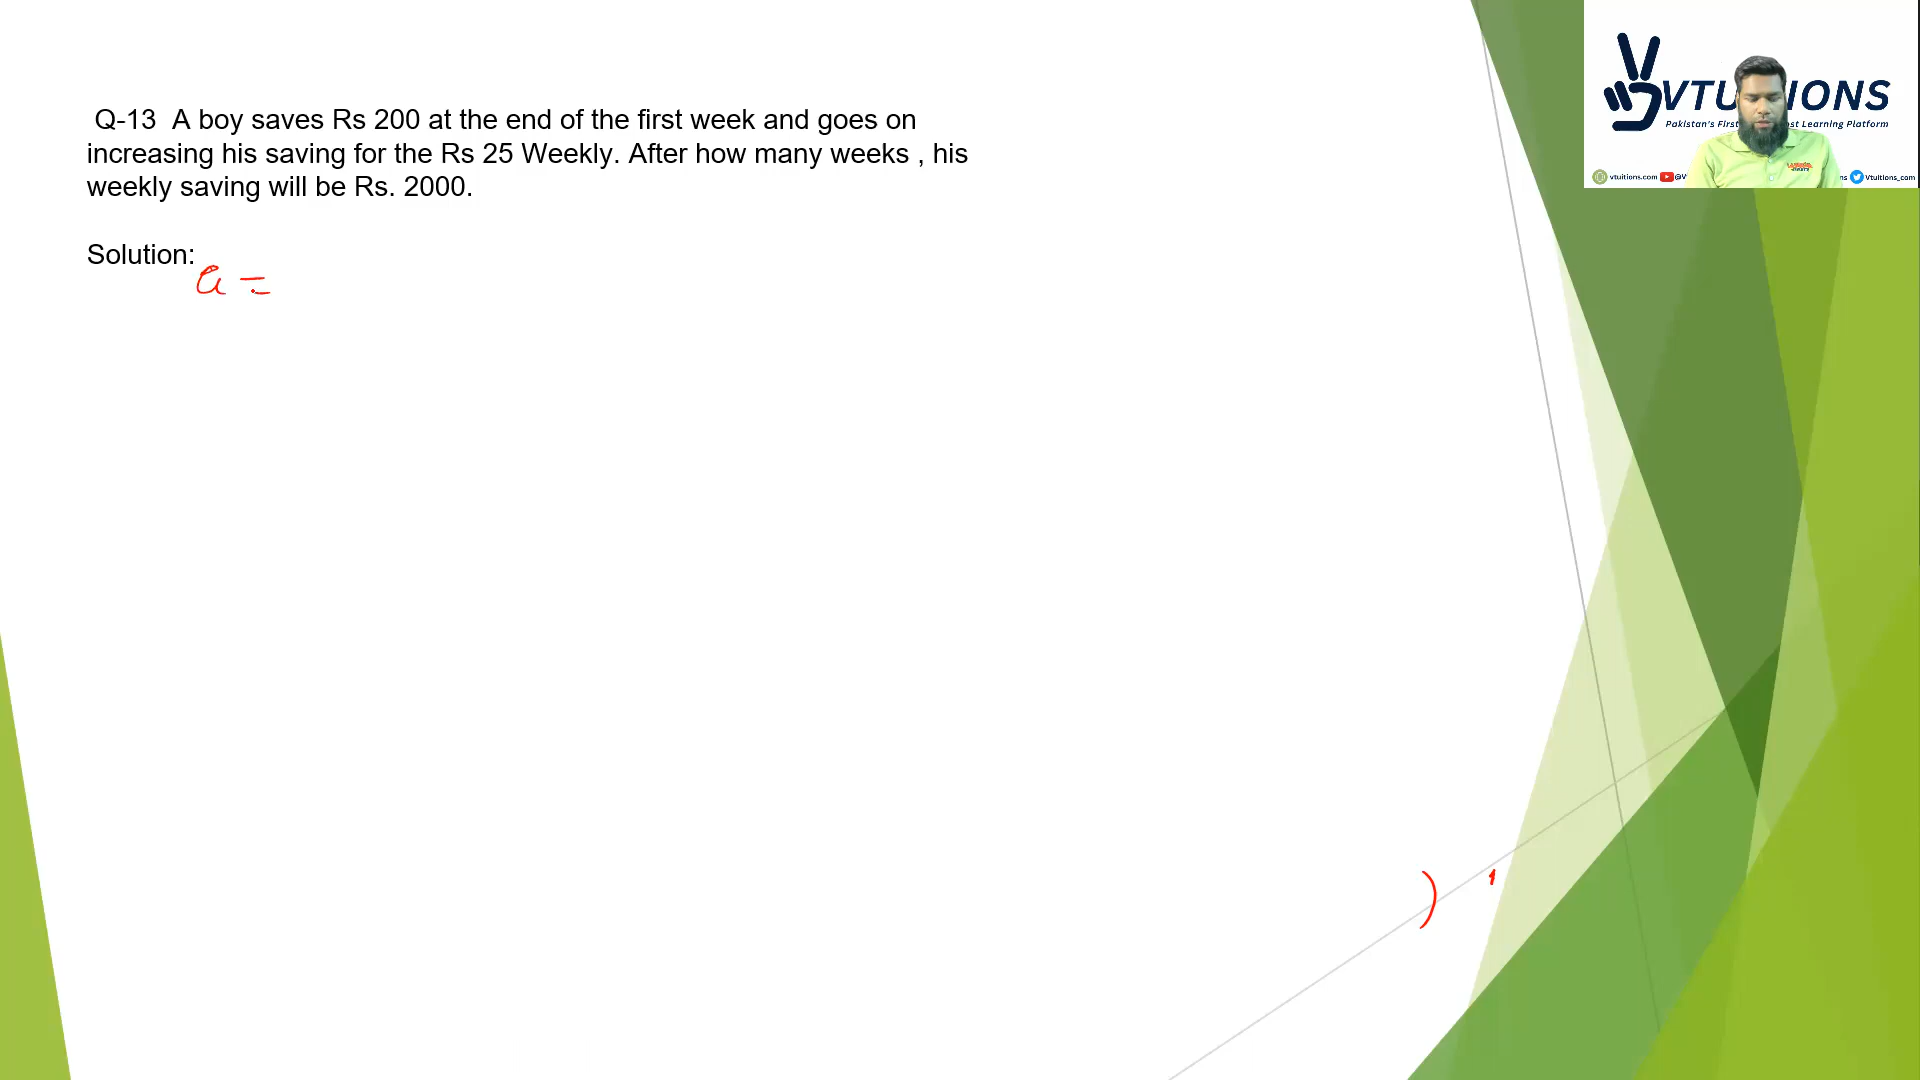 Q-13 A boy saves Rs 200 at the end of the first week and goes on
increasing his saving for the Rs 25 Weekly. After how many weeks , his
weekly saving will be Rs. 2000.
Solution:
a =
)
VTU IONS
Pakistan's First ost Learning Platform
vtuitions.com @V ns Vtuitions_com